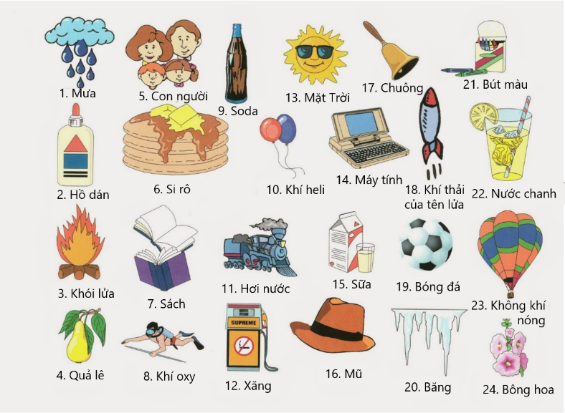 1. Mưa
5. Con người
9. Soda
13. Mặt Trời
17. Chuông
21. Bút màu
2. Hồ dán
6. Si rô
10. Khí heli
14. Máy tính
18. Khí thải
của tên lửa
22. Nước chanh
3. Khói lửa
7. Sách
11. Hơi nước
15. Sữa
19. Bóng đá
23. Không khí
nóng
4. Quả lê
8. Khí oxy
SUPREME
12. Xăng
16. Mũ
20. Băng
24. Bông hoa